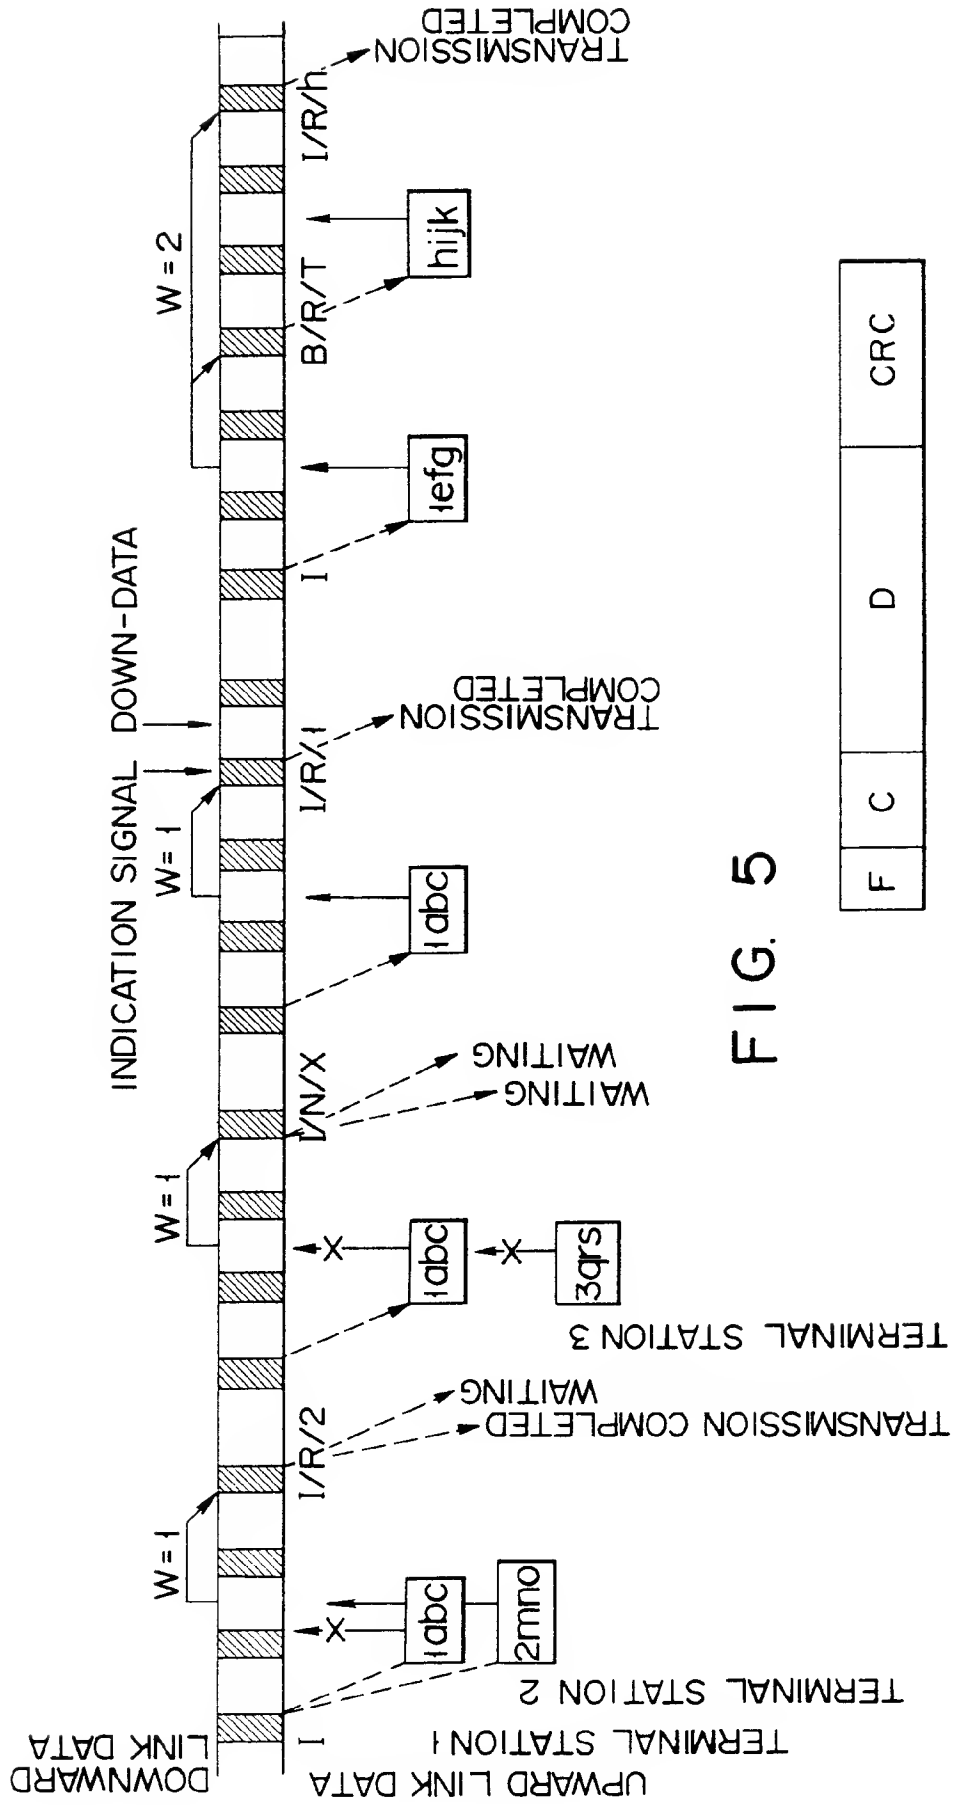 DOWNWARD
LINK DATA
INDICATION SIGNAL DOWN-DATA
W=1
W=1
W=1
W=2
UPWARD LINK DATA
I
I/R/2
I/N/X
I/R/1
I
B/R/T
I/R/h
TERMINAL STATION 1
TERMINAL STATION 2
TERMINAL STATION 3
X
1abc
2mno
TRANSMISSION COMPLETED
WAITING
X
1abc
X
3qrs
WAITING
WAITING
1abc
TRANSMISSION
COMPLETED
1efg
hijk
TRANSMISSION
COMPLETED
FIG. 5
F
C
D
CRC